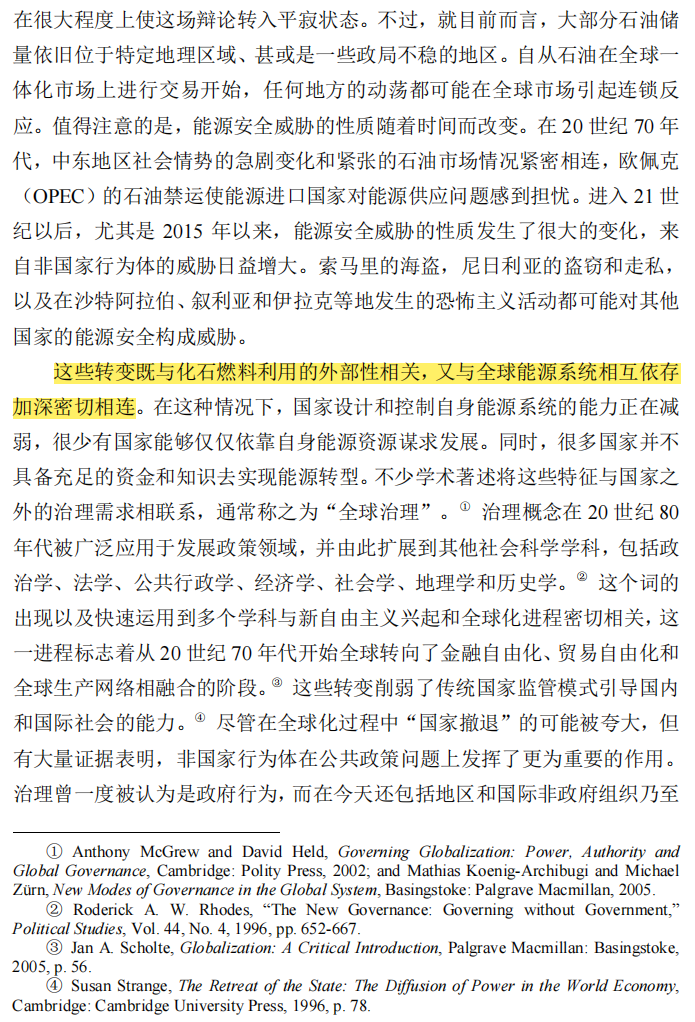 在很大程度上使这场辩论转入平寂状态。不过，就目前而言，大部分石油储
量依旧位于特定地理区域、甚或是一些政局不稳的地区。自从石油在全球一
体化市场上进行交易开始，任何地方的动荡都可能在全球市场引起连锁反
应。值得注意的是，能源安全威胁的性质随着时间而改变。在 20 世纪 70 年
代，中东地区社会情势的急剧变化和紧张的石油市场情况紧密相连，欧佩克
（OPEC）的石油禁运使能源进口国家对能源供应问题感到担忧。进入 21 世
纪以后，尤其是 2015 年以来，能源安全威胁的性质发生了很大的变化，来
自非国家行为体的威胁日益增大。索马里的海盗，尼日利亚的盗窃和走私，
以及在沙特阿拉伯、叙利亚和伊拉克等地发生的恐怖主义活动都可能对其他
国家的能源安全构成威胁。
这些转变既与化石燃料利用的外部性相关，又与全球能源系统相互依存
加深密切相连。在这种情况下，国家设计和控制自身能源系统的能力正在减
弱，很少有国家能够仅仅依靠自身能源资源谋求发展。同时，很多国家并不
具备充足的资金和知识去实现能源转型。不少学术著述将这些特征与国家之
外的治理需求相联系，通常称之为“全球治理”。① 治理概念在 20 世纪 80
年代被广泛应用于发展政策领域，并由此扩展到其他社会科学学科，包括政
治学、法学、公共行政学、经济学、社会学、地理学和历史学。② 这个词的
出现以及快速运用到多个学科与新自由主义兴起和全球化进程密切相关，这
一进程标志着从 20 世纪 70 年代开始全球转向了金融自由化、贸易自由化和
全球生产网络相融合的阶段。③ 这些转变削弱了传统国家监管模式引导国内
和国际社会的能力。④ 尽管在全球化过程中“国家撤退”的可能被夸大，但
有大量证据表明，非国家行为体在公共政策问题上发挥了更为重要的作用。
治理曾一度被认为是政府行为，而在今天还包括地区和国际非政府组织乃至
① Anthony McGrew and David Held, Governing Globalization: Power, Authority and
Global Governance, Cambridge: Polity Press, 2002; and Mathias Koenig-Archibugi and Michael
Zürn, New Modes of Governance in the Global System, Basingstoke: Palgrave Macmillan, 2005.
② Roderick A. W. Rhodes, “The New Governance: Governing without Government,”
Political Studies, Vol. 44, No. 4, 1996, pp. 652-667.
③ Jan A. Scholte, Globalization: A Critical Introduction, Palgrave Macmillan: Basingstoke,
2005, p. 56.
④ Susan Strange, The Retreat of the State: The Diffusion of Power in the World Economy,
Cambridge: Cambridge University Press, 1996, p. 78.